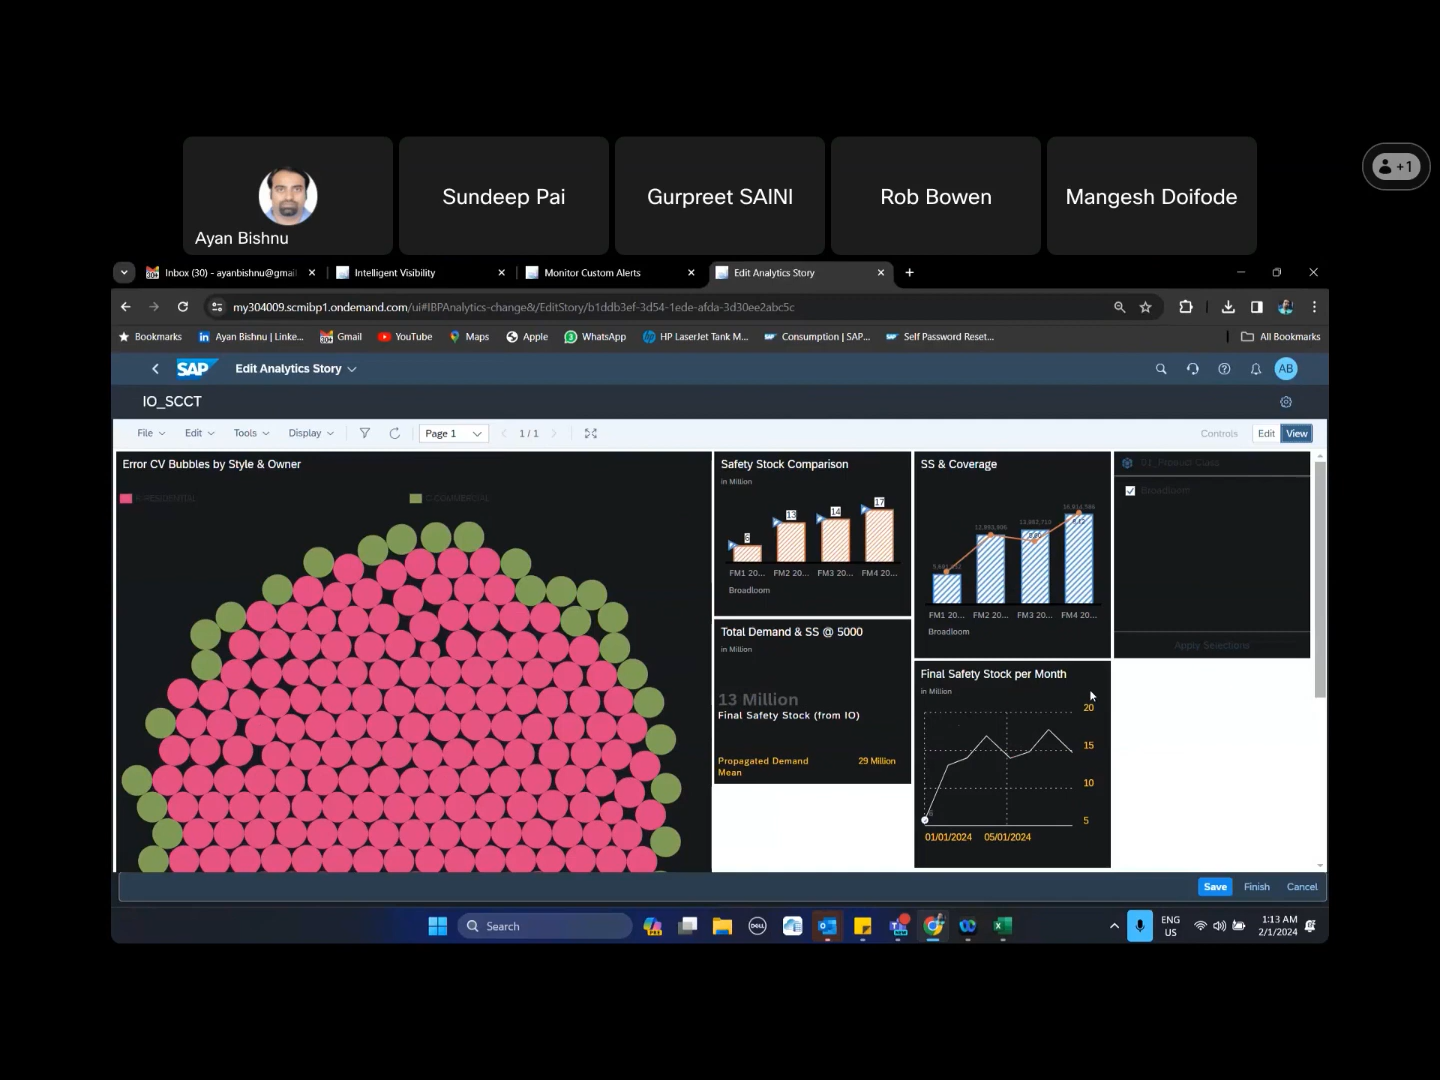 Ayan Bishnu
Sundeep Pai
Gurpreet SAINI
Rob Bowen
Mangesh Doifode
+1
Inbox (30) - ayanbishnu@gmai
Intelligent Visibility
Monitor Custom Alerts
Edit Analytics Story
my304009.scmibp1.ondemand.com/ui#IBPAnalytics-change&/EditStory/b1ddb3ef-3d54-1ede-afda-3d30ee2abc5c
Bookmarks
Ayan Bishnu | Linke...
Gmail
YouTube
Maps
Apple
WhatsApp
HP LaserJet Tank M...
Consumption | SAP...
Self Password Reset...
All Bookmarks
SAP
Edit Analytics Story
AB
IO_SCCT
File
Edit
Tools
Display
Page 1
1 / 1
Controls
Edit
View
Error CV Bubbles by Style & Owner
Safety Stock Comparison
in Million
6
13
14
17
FM1 20...
FM2 20...
FM3 20...
FM4 20...
Broadloom
SS & Coverage
FM1 20...
FM2 20...
FM3 20...
FM4 20...
Broadloom
Broadloom
Apply Selections
Total Demand & SS @ 5000
in Million
13 Million
Final Safety Stock (from IO)
Propagated Demand
Mean
29 Million
Final Safety Stock per Month
in Million
20
15
10
5
01/01/2024
05/01/2024
Save
Finish
Cancel
Search
DELL
ENG
US
1:13 AM
2/1/2024